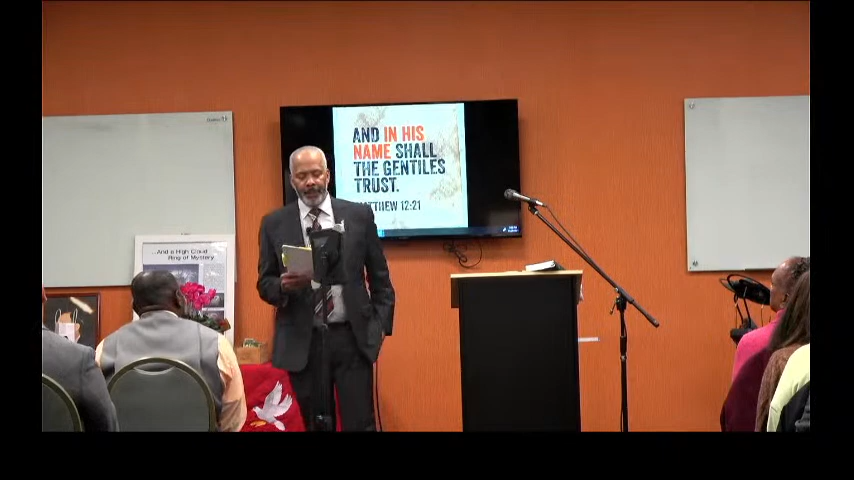 AND IN HIS
NAME SHALL
THE GENTILES
TRUST.
MATTHEW 12:21
...And a High Cloud
Ring of Mystery